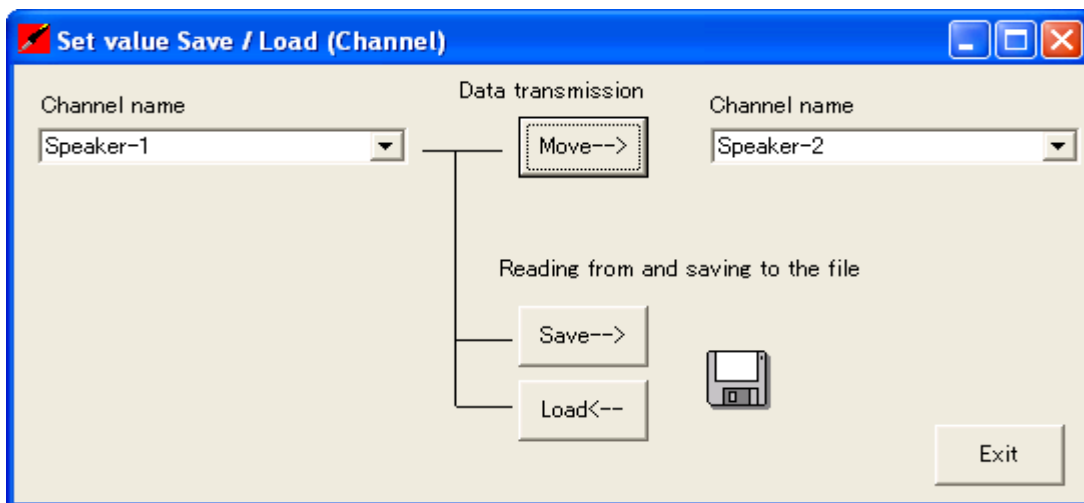 Set value Save / Load (Channel)
Data transmission
Channel name
Channel name
Speaker-1
Move-->
Speaker-2
Reading from and saving to the file
Save-->
Load<--
Exit